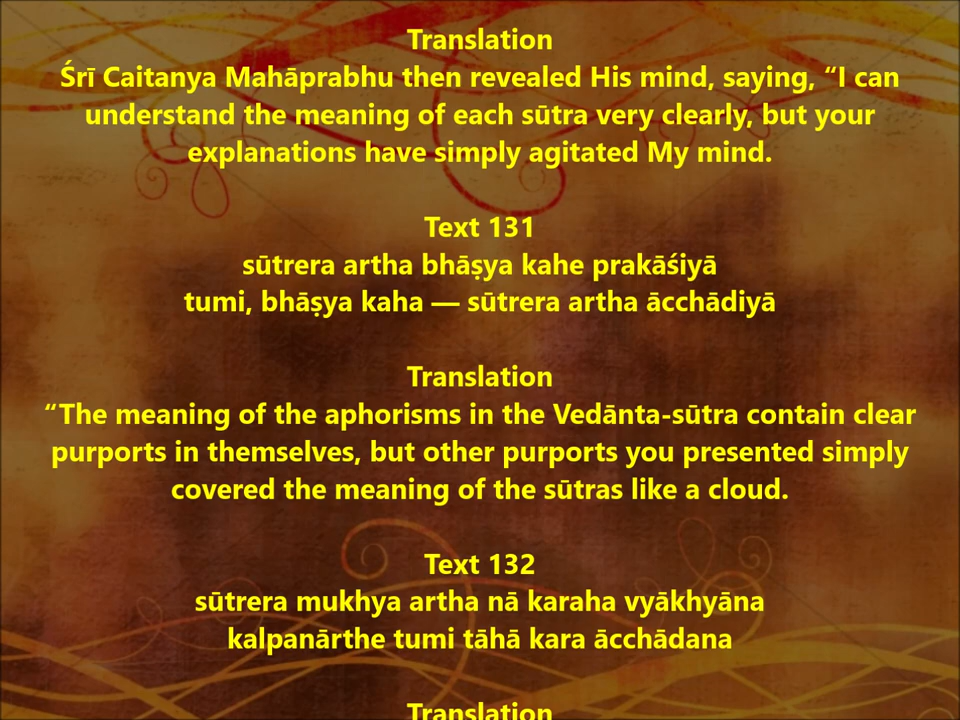 Translation
Śrī Caitanya Mahāprabhu then revealed His mind, saying, “I can
understand the meaning of each sūtra very clearly, but your
explanations have simply agitated My mind.
Text 131
sūtrera artha bhāṣya kahe prakāśiyā
tumi, bhāṣya kaha — sūtrera artha ācchādiyā
Translation
“The meaning of the aphorisms in the Vedānta-sūtra contain clear
purports in themselves, but other purports you presented simply
covered the meaning of the sūtras like a cloud.
Text 132
sūtrera mukhya artha nā karaha vyākhyāna
kalpanārthe tumi tāhā kara ācchādana
Translation